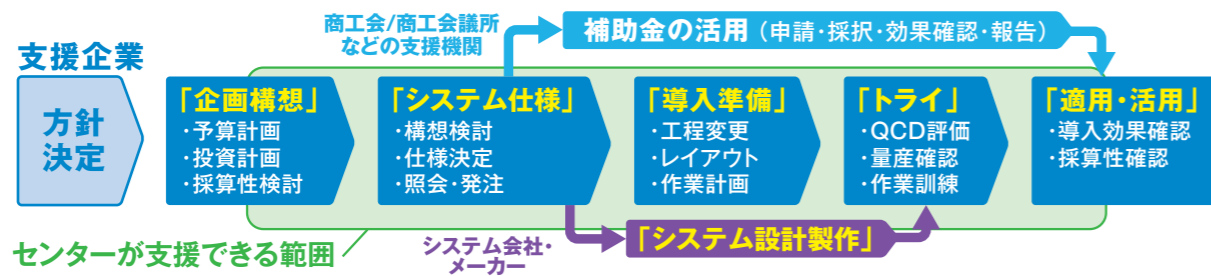 商工会/商工会議所
などの支援機関
補助金の活用（申請・採択・効果確認・報告）
支援企業
方針
決定
「企画構想」
・予算計画
・投資計画
・採算性検討
「システム仕様」
・構想検討
・仕様決定
・照会・発注
「導入準備」
・工程変更
・レイアウト
・作業計画
「トライ」
・QCD評価
・量産確認
・作業訓練
「適用・活用」
・導入効果確認
・採算性確認
センターが支援できる範囲
システム会社・
メーカー
「システム設計製作」